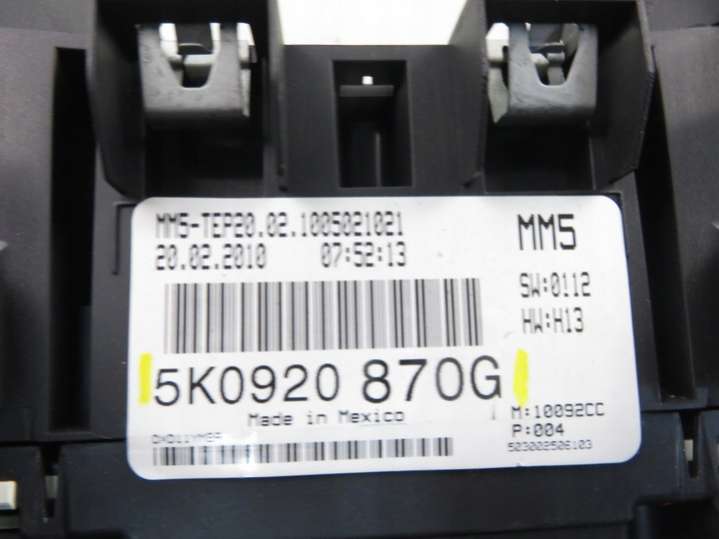 MM5-TEP20.02.1005021021
20.02.2010 07:52:13
MM5
SW:0112
HW:H13
5K0920 870G
Made in Mexico
M:10092CC
P:004
503002506103